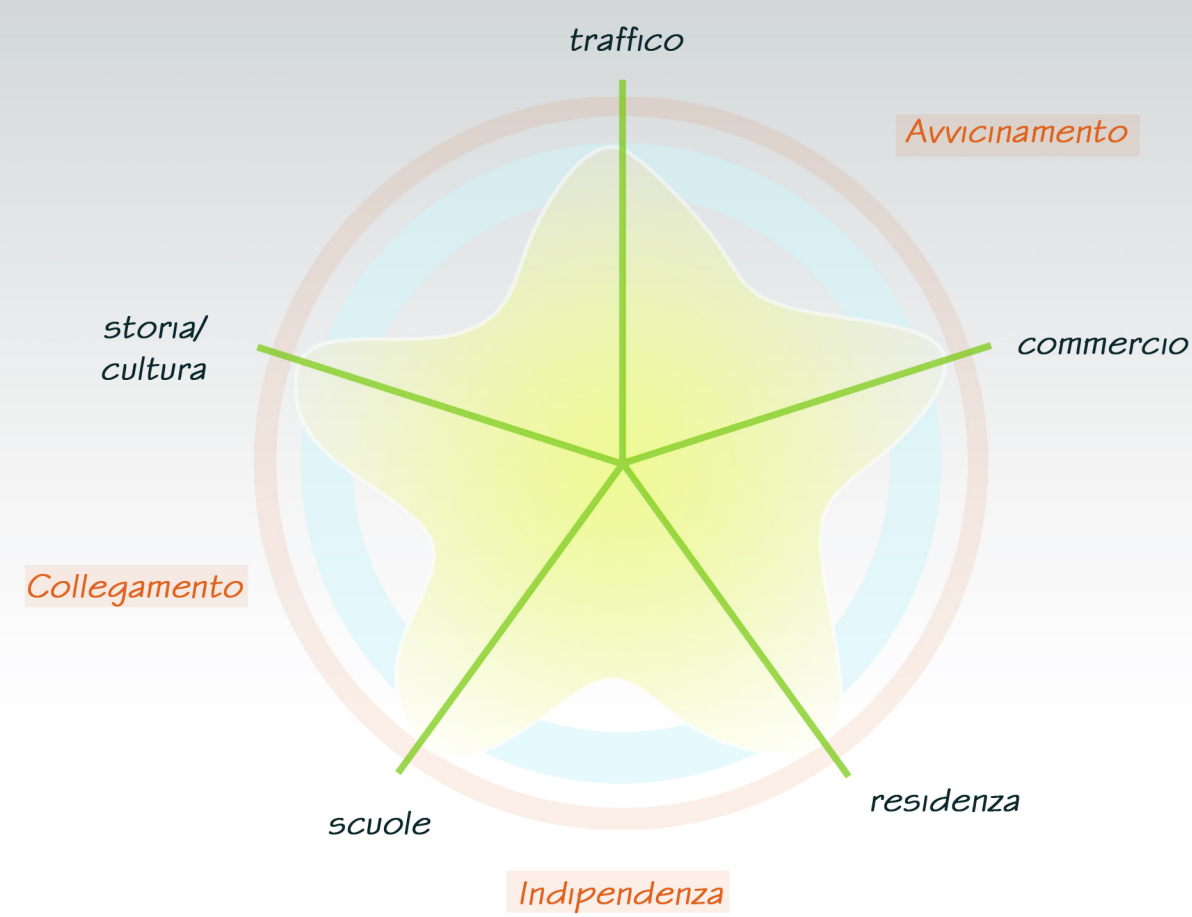 traffico
Avvicinamento
storia/
cultura
commercio
Collegamento
residenza
scuole
Indipendenza